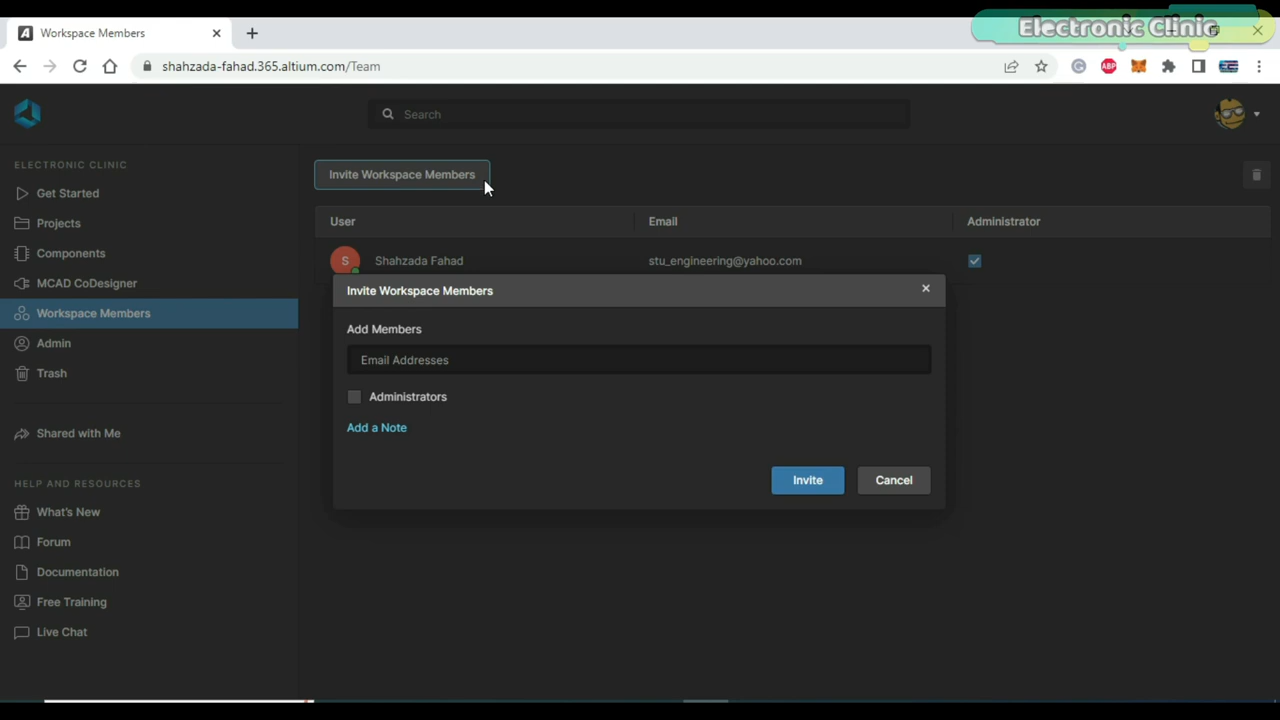 Workspace Members
Electronic Clinic
shahzada-fahad.365.altium.com/Team
ABP
Search
ELECTRONIC CLINIC
Get Started
Projects
Components
MCAD CoDesigner
Workspace Members
Admin
Trash
Shared with Me
HELP AND RESOURCES
What's New
Forum
Documentation
Free Training
Live Chat
Invite Workspace Members
User Email Administrator
S Shahzada Fahad stu_engineering@yahoo.com
Invite Workspace Members
Add Members
Email Addresses
Administrators
Add a Note
Invite Cancel